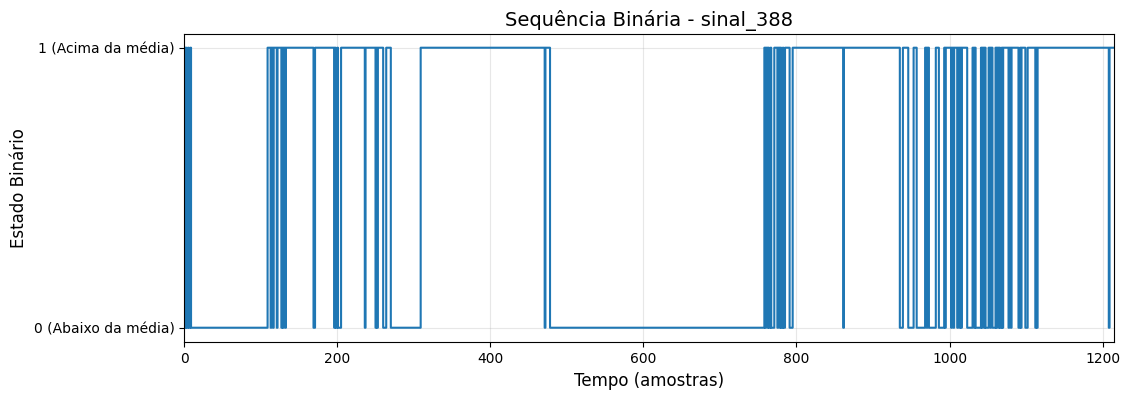 Sequência Binária - sinal_388
1 (Acima da média)
Estado Binário
0 (Abaixo da média)
0 200 400 600 800 1000 1200
Tempo (amostras)